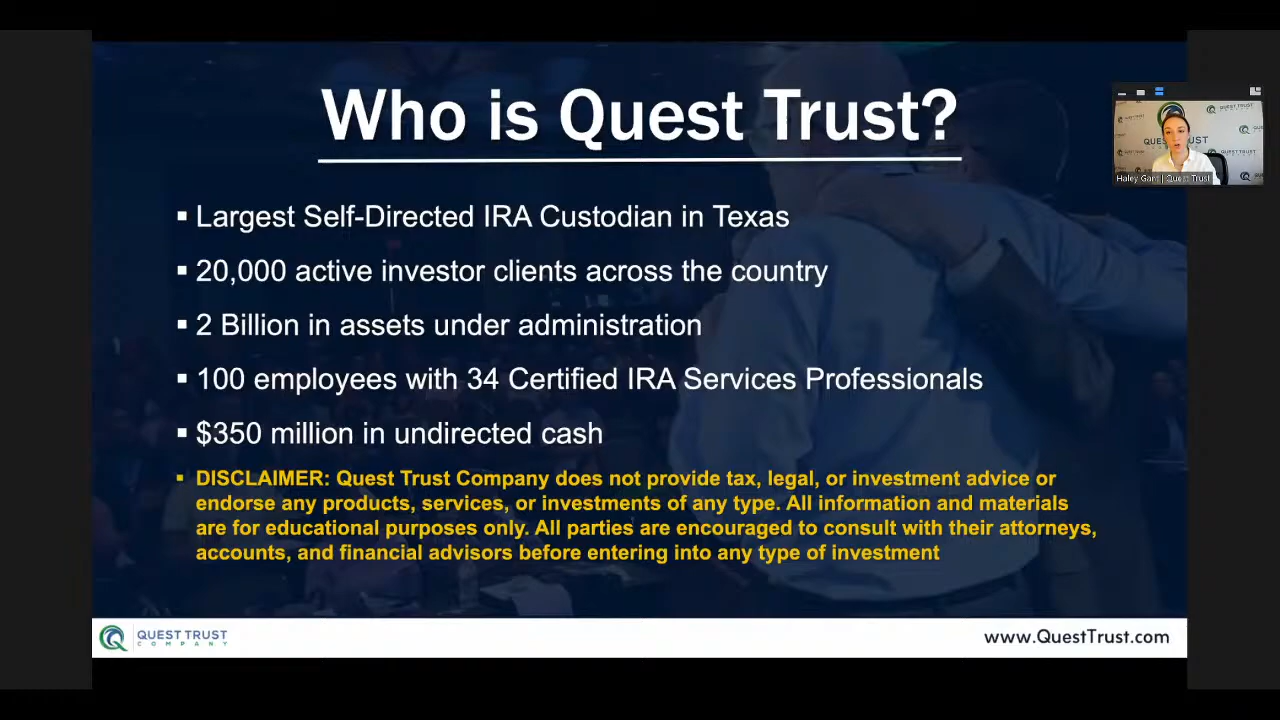 Who is Quest Trust?
Haley Gant | Quest Trust
▪ Largest Self-Directed IRA Custodian in Texas
▪ 20,000 active investor clients across the country
▪ 2 Billion in assets under administration
▪ 100 employees with 34 Certified IRA Services Professionals
▪ $350 million in undirected cash
▪ DISCLAIMER: Quest Trust Company does not provide tax, legal, or investment advice or
endorse any products, services, or investments of any type. All information and materials
are for educational purposes only. All parties are encouraged to consult with their attorneys,
accounts, and financial advisors before entering into any type of investment
QUEST TRUST
COMPANY
www.QuestTrust.com